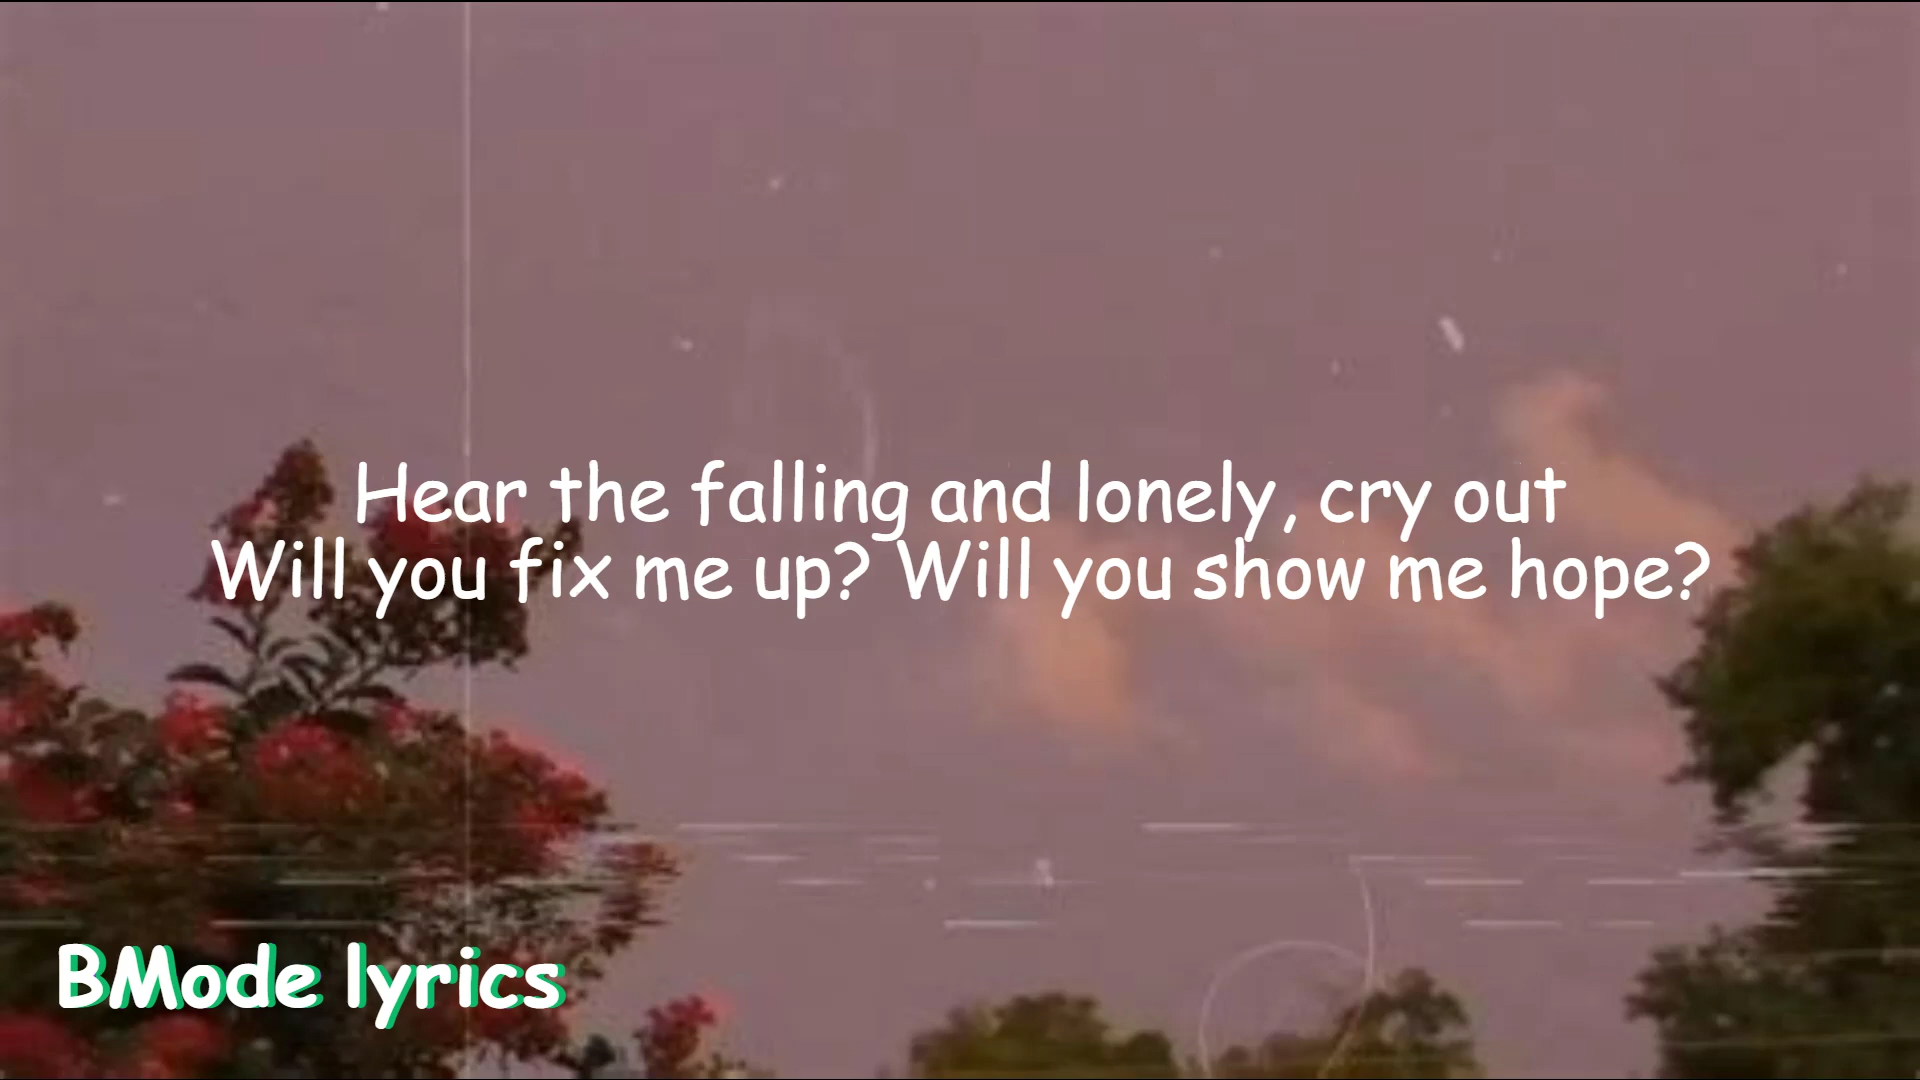 Hear the falling and lonely, cry out
Will you fix me up? Will you show me hope?
BMode lyrics